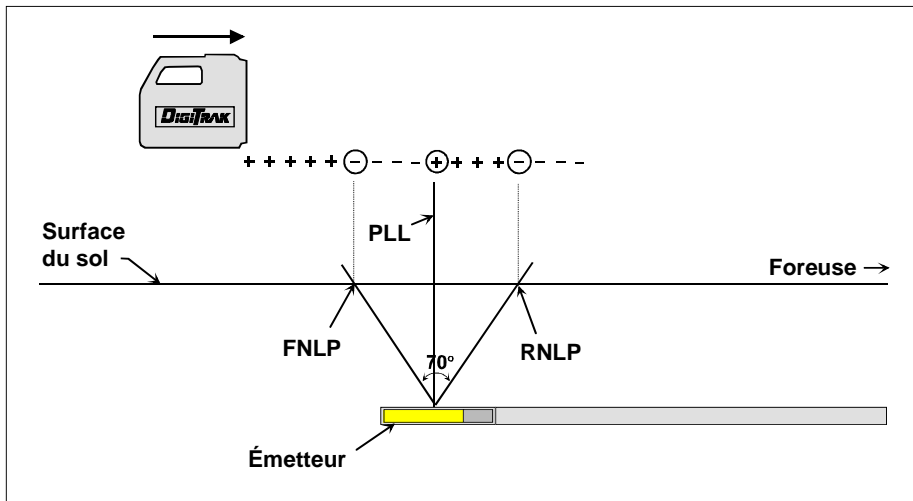 DIGITRAK
+ + + + + - - - - + + + + - - - -
PLL
Surface
du sol
Foreuse →
FNLP
70°
RNLP
Émetteur